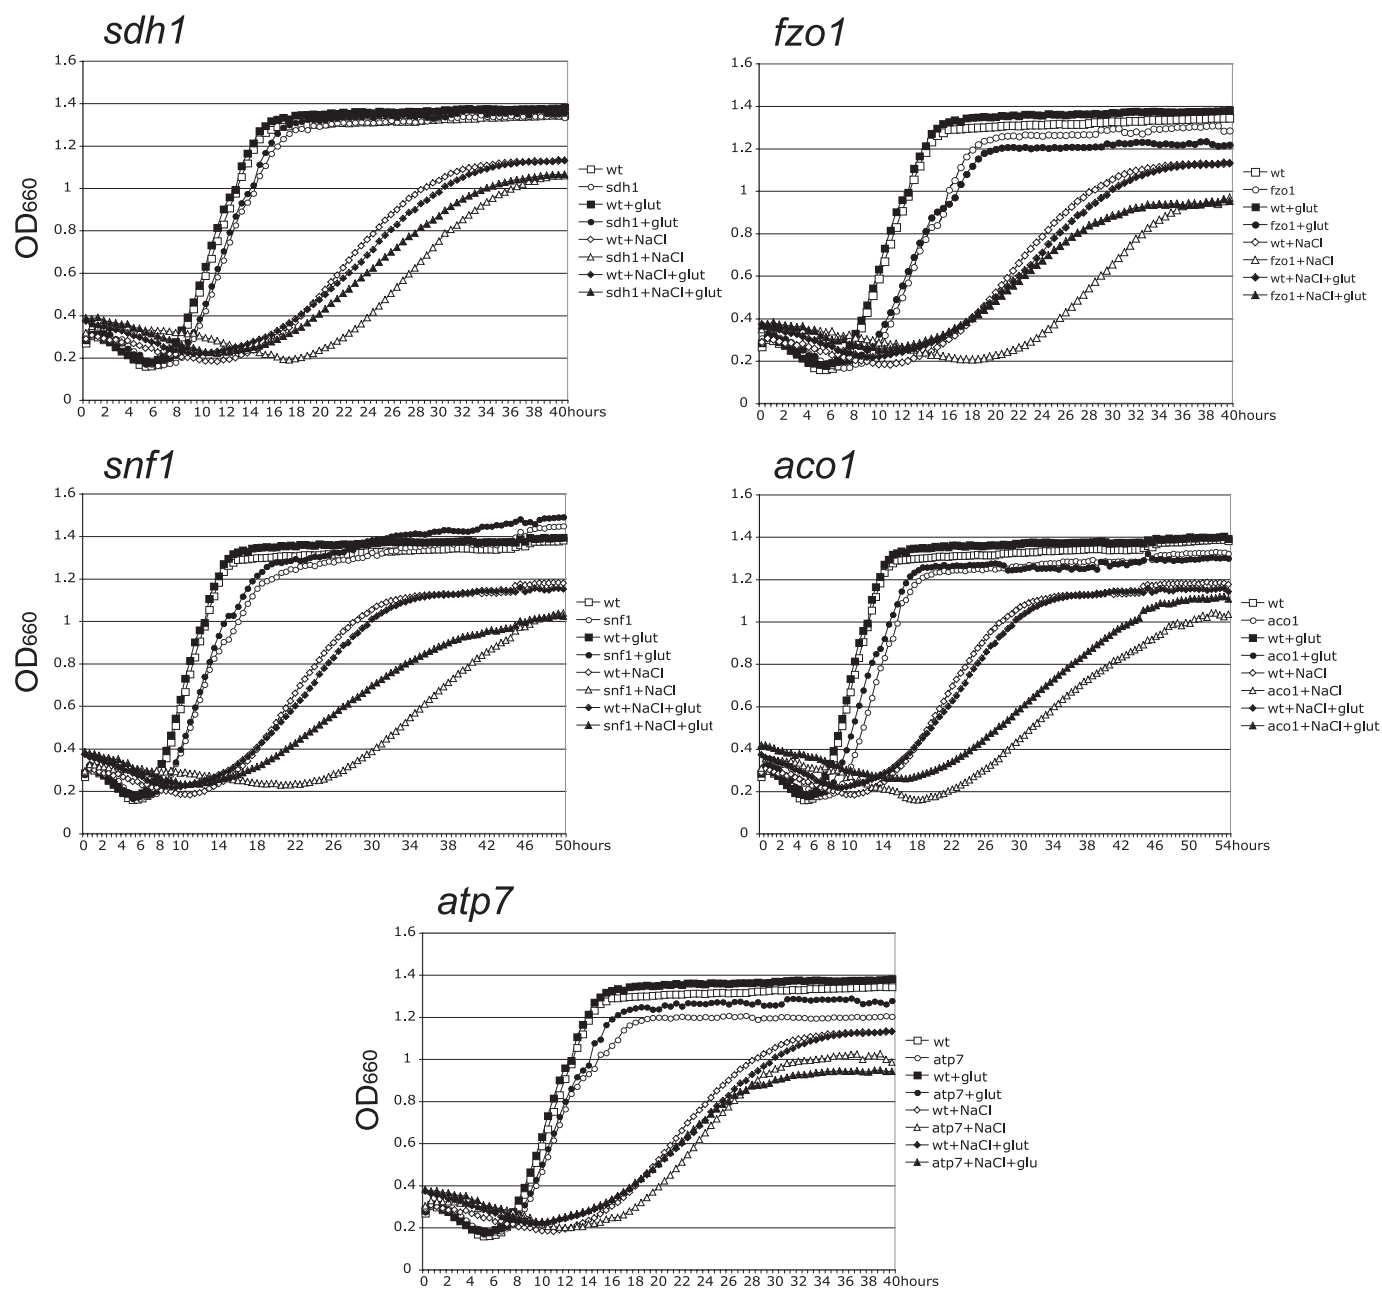 sdh1
1.6
1.4
1.2
1
0.8
0.6
0.4
0.2
0
OD660
0 2 4 6 8 10 12 14 16 18 20 22 24 26 28 30 32 34 36 38 40hours
wt
sdh1
wt+glut
sdh1+glut
wt+NaCl
sdh1+NaCl
wt+NaCl+glut
sdh1+NaCl+glut
fzo1
1.6
1.4
1.2
1
0.8
0.6
0.4
0.2
0
0 2 4 6 8 10 12 14 16 18 20 22 24 26 28 30 32 34 36 38 40hours
wt
fzo1
wt+glut
fzo1+glut
wt+NaCl
fzo1+NaCl
wt+NaCl+glut
fzo1+NaCl+glut
snf1
1.6
1.4
1.2
1
0.8
0.6
0.4
0.2
0
OD660
0 2 4 6 8 10 14 18 22 26 30 34 38 42 46 50hours
wt
snf1
wt+glut
snf1+glut
wt+NaCl
snf1+NaCl
wt+NaCl+glut
snf1+NaCl+glut
aco1
1.6
1.4
1.2
1
0.8
0.6
0.4
0.2
0
0 2 4 6 8 10 14 18 22 26 30 34 38 42 46 50 54hours
wt
aco1
wt+glut
aco1+glut
wt+NaCl
aco1+NaCl
wt+NaCl+glut
aco1+NaCl+glut
atp7
1.6
1.4
1.2
1
0.8
0.6
0.4
0.2
0
OD660
0 2 4 6 8 10 12 14 16 18 20 22 24 26 28 30 32 34 36 38 40hours
wt
atp7
wt+glut
atp7+glut
wt+NaCl
atp7+NaCl
wt+NaCl+glut
atp7+NaCl+glu